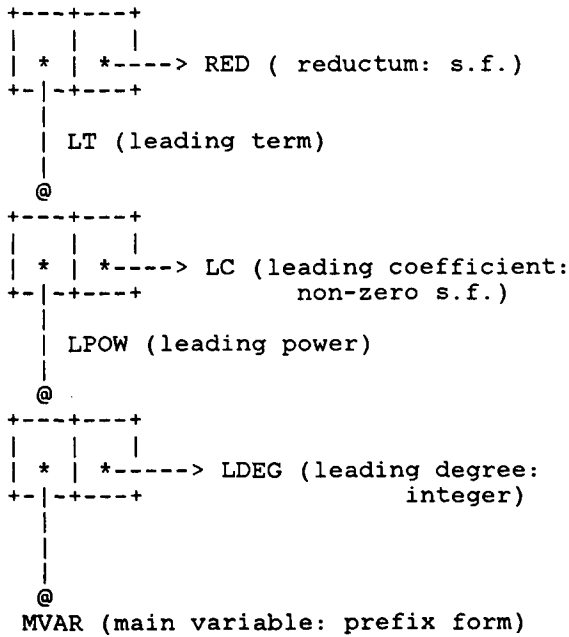 +---+---+
|   |   |
| * | *----> RED ( reductum: s.f.)
+-|-+---+
  |
  | LT (leading term)
  |
  @
+---+---+
|   |   |
| * | *----> LC (leading coefficient:
+-|-+---+         non-zero s.f.)
  |
  | LPOW (leading power)
  |
  @
+---+---+
|   |   |
| * | *-----> LDEG (leading degree:
+-|-+---+               integer)
  |
  |
  |
  @
MVAR (main variable: prefix form)